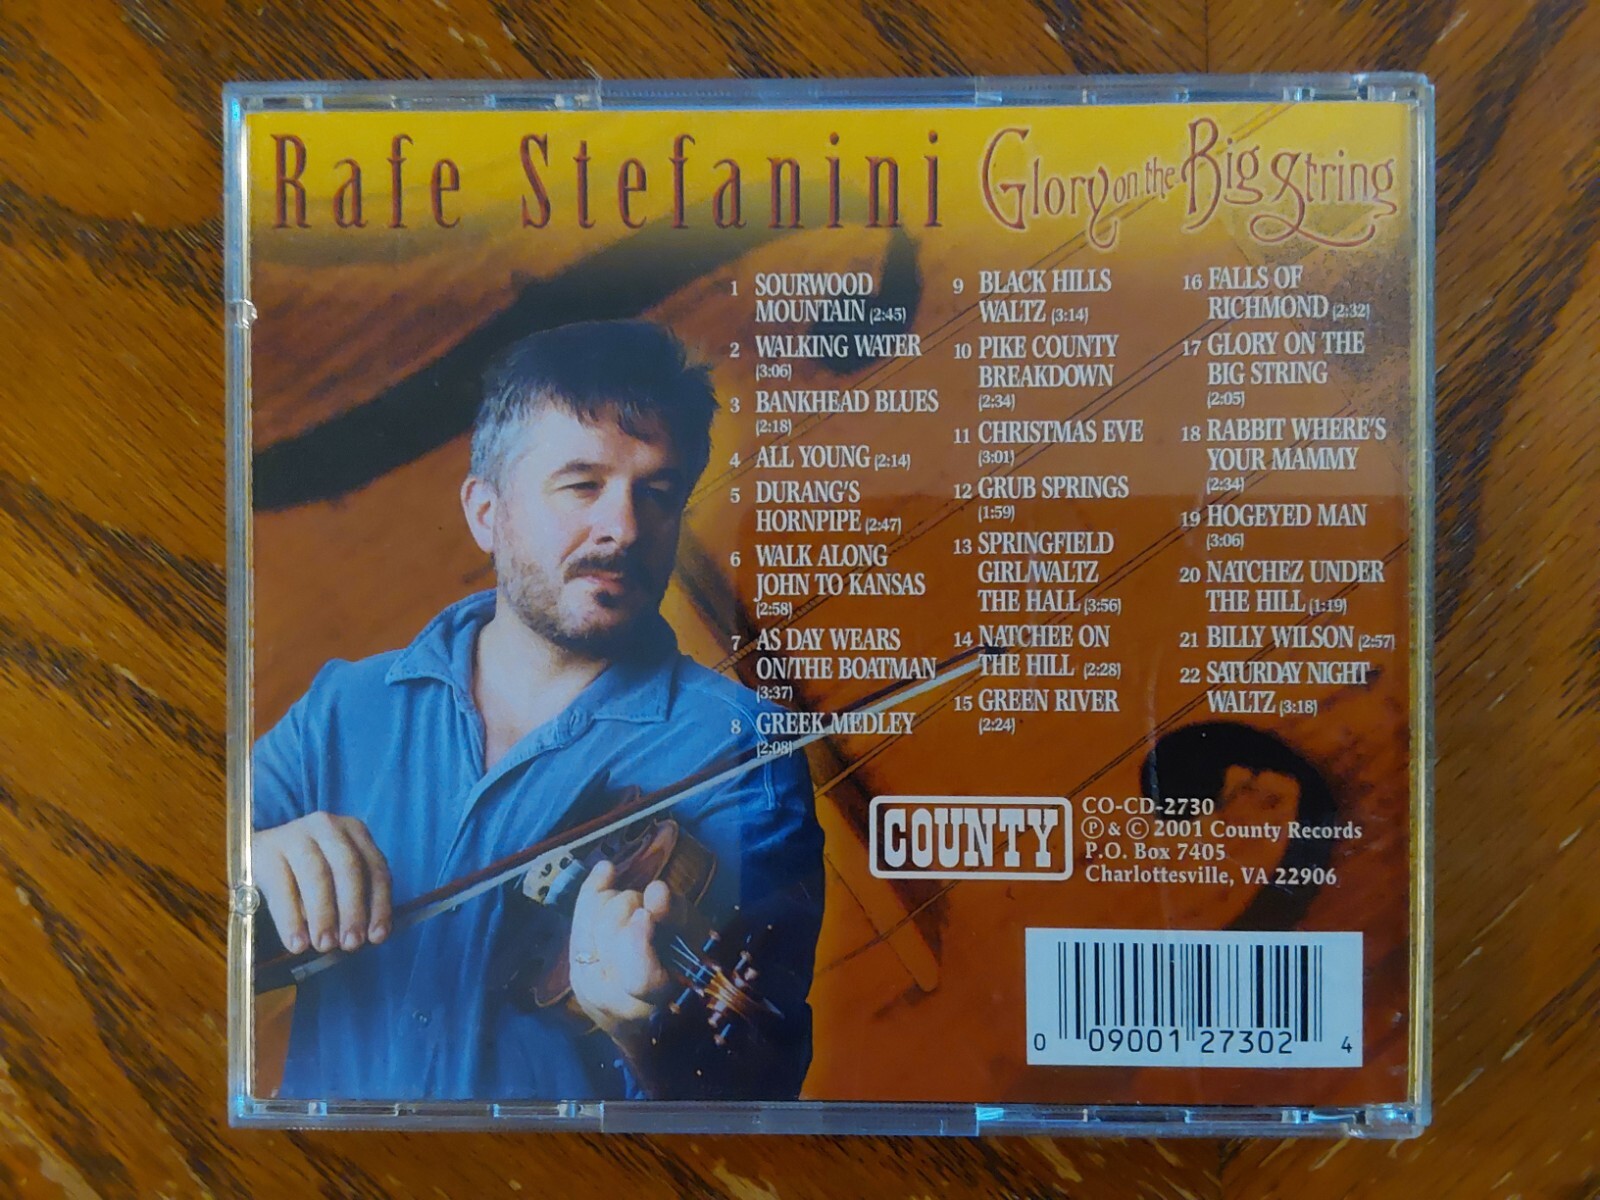 Rafe Stefanini Glory on the Big String
1 SOURWOOD
MOUNTAIN (2:45)
2 WALKING WATER
(3:06)
3 BANKHEAD BLUES
(2:18)
4 ALL YOUNG (2:14)
5 DURANG'S
HORNPIPE (2:47)
6 WALK ALONG
JOHN TO KANSAS
(2:58)
7 AS DAY WEARS
ON/THE BOATMAN
(3:37)
8 GREEK MEDLEY
(2:08)
9 BLACK HILLS
WALTZ (3:14)
10 PIKE COUNTY
BREAKDOWN
(2:34)
11 CHRISTMAS EVE
(3:01)
12 GRUB SPRINGS
(1:59)
13 SPRINGFIELD
GIRL/WALTZ
THE HALL (3:56)
14 NATCHEE ON
THE HILL (2:28)
15 GREEN RIVER
(2:24)
16 FALLS OF
RICHMOND (2:32)
17 GLORY ON THE
BIG STRING
(2:05)
18 RABBIT WHERE'S
YOUR MAMMY
(2:34)
19 HOGEYED MAN
(3:06)
20 NATCHEZ UNDER
THE HILL (1:19)
21 BILLY WILSON (2:57)
22 SATURDAY NIGHT
WALTZ (3:18)
COUNTY
CO-CD-2730
Ⓟ & © 2001 County Records
P.O. Box 7405
Charlottesville, VA 22906
0 09001 27302 4